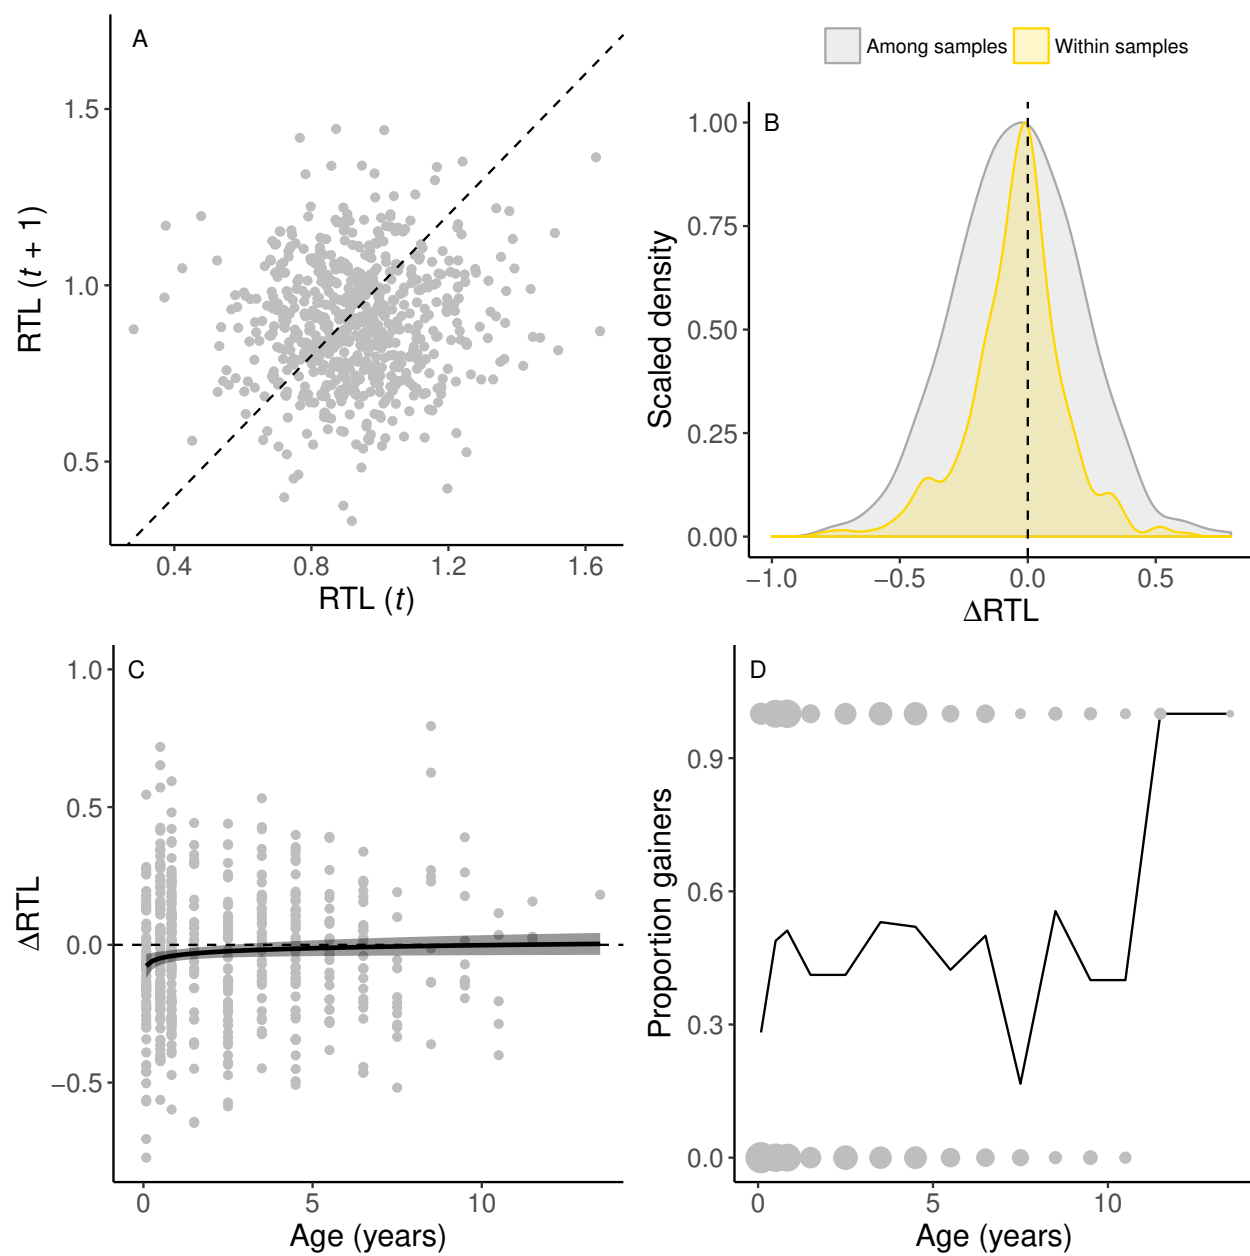 A
1.5
1.0
0.5
0.4
0.8
1.2
1.6
RTL (t + 1)
RTL (t)
Among samples
Within samples
B
1.00
0.75
0.50
0.25
0.00
−1.0
−0.5
0.0
0.5
Scaled density
ΔRTL
C
1.0
0.5
0.0
−0.5
0
5
10
ΔRTL
Age (years)
D
0.9
0.6
0.3
0.0
0
5
10
Proportion gainers
Age (years)